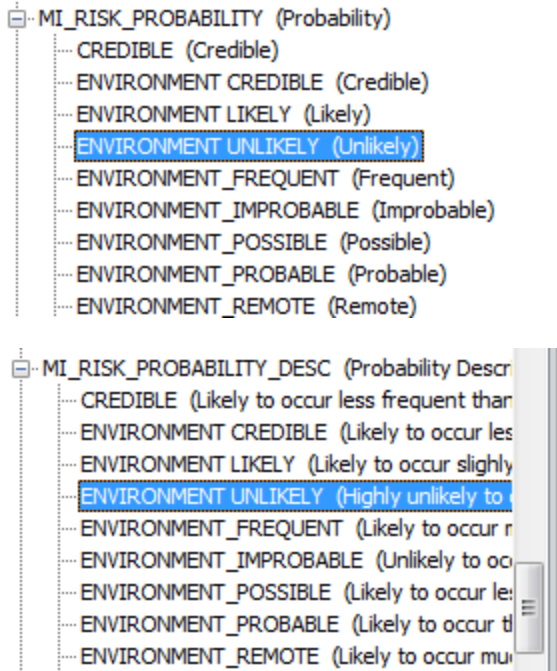 MI_RISK_PROBABILITY (Probability)
CREDIBLE (Credible)
ENVIRONMENT CREDIBLE (Credible)
ENVIRONMENT LIKELY (Likely)
ENVIRONMENT UNLIKELY (Unlikely)
ENVIRONMENT_FREQUENT (Frequent)
ENVIRONMENT_IMPROBABLE (Improbable)
ENVIRONMENT_POSSIBLE (Possible)
ENVIRONMENT_PROBABLE (Probable)
ENVIRONMENT_REMOTE (Remote)
MI_RISK_PROBABILITY_DESC (Probability Descr
CREDIBLE (Likely to occur less frequent than
ENVIRONMENT CREDIBLE (Likely to occur les
ENVIRONMENT LIKELY (Likely to occur slighly
ENVIRONMENT UNLIKELY (Highly unlikely to
ENVIRONMENT_FREQUENT (Likely to occur
ENVIRONMENT_IMPROBABLE (Unlikely to oc
ENVIRONMENT_POSSIBLE (Likely to occur les
ENVIRONMENT_PROBABLE (Likely to occur t
ENVIRONMENT_REMOTE (Likely to occur mu